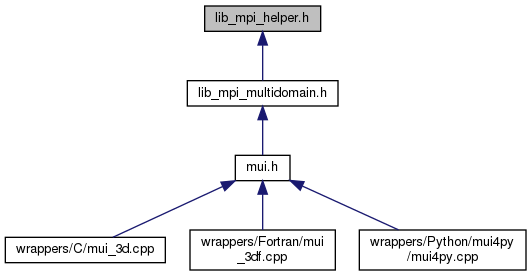 lib_mpi_helper.h
lib_mpi_multidomain.h
mui.h
wrappers/C/mui_3d.cpp
wrappers/Fortran/mui
_3df.cpp
wrappers/Python/mui4py
/mui4py.cpp